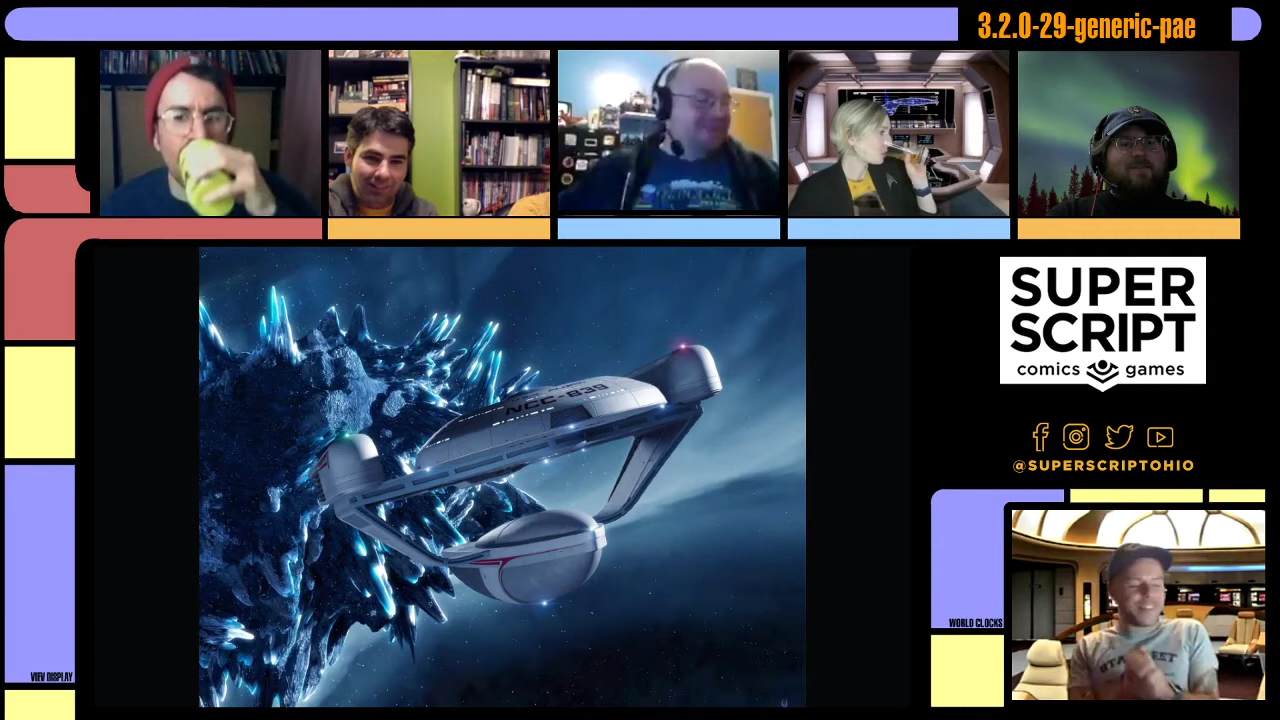 3.2.0-29-generic-pae
NCC-839
SUPER
SCRIPT
comics games
@SUPERSCRIPTOHIO
WORLD CLOCKS
VIEW DISPLAY